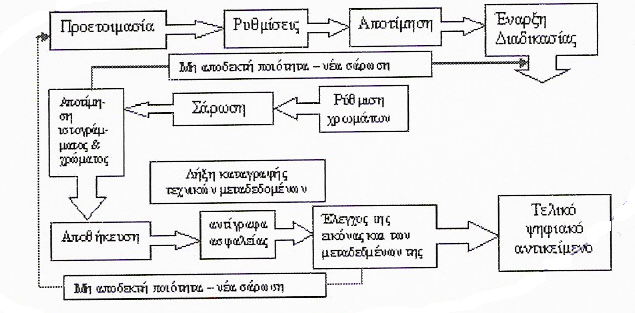 Προετοιμασία
Ρυθμίσεις
Αποτίμηση
Έναρξη
Διαδικασίας
Μη αποδεκτή ποιότητα – νέα σάρωση
Αποτίμη-
ση
ιστογράμ-
ματος &
χρώματος
Σάρωση
Ρύθμιση
χρωμάτων
Λήξη καταγραφής
τεχνικών μεταδεδομένων
Αποθήκευση
αντίγραφα
ασφαλείας
Έλεγχος της
εικόνας και των
μεταδεδμένων της
Τελικό
ψηφιακό
αντικείμενο
Μη αποδεκτή ποιότητα – νέα σάρωση